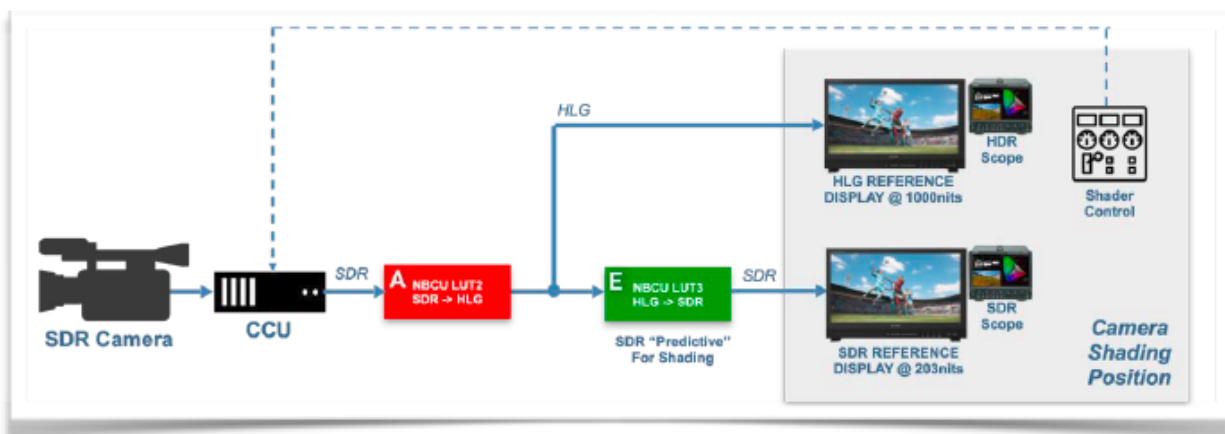 HLG
HDR
Scope
HLG REFERENCE
DISPLAY @ 1000nits
Shader
Control
SDR Camera
CCU
SDR
A NBCU LUT2
SDR -> HLG
E NBCU LUT3
HLG -> SDR
SDR "Predictive"
For Shading
SDR
SDR
Scope
SDR REFERENCE
DISPLAY @ 203nits
Camera
Shading
Position